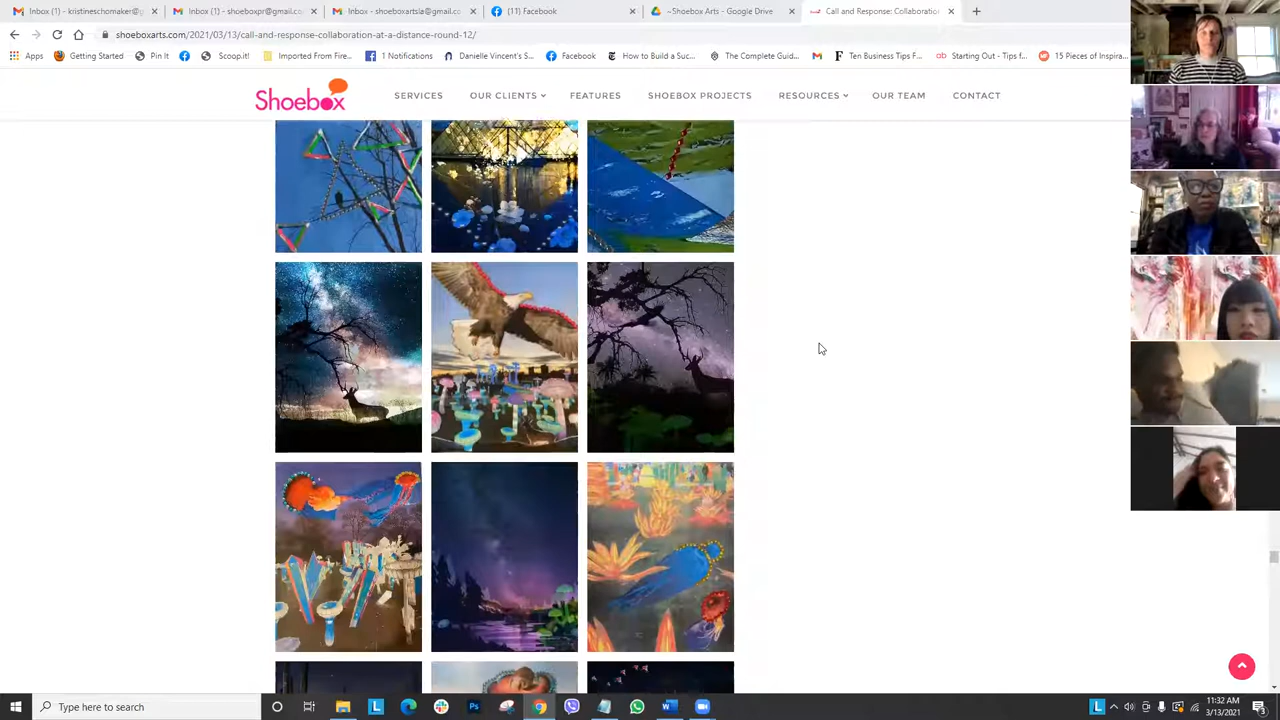 Inbox (1) - kristineschomaker@g
Inbox (1) - shoeboxpr@gmail.co
Inbox - shoeboxartsla@gmail.co
(11) Facebook
~Shoebox Arts - Google Drive
Call and Response: Collaboratio
shoeboxarts.com/2021/03/13/call-and-response-collaboration-at-a-distance-round-12/
Apps
Getting Started
Pin It
Scoop.it!
Imported From Fire...
1 Notifications
Danielle Vincent's S...
Facebook
How to Build a Suc...
The Complete Guid...
Ten Business Tips F...
Starting Out - Tips f...
15 Pieces of Inspira...
Shoebox
SERVICES
OUR CLIENTS
FEATURES
SHOEBOX PROJECTS
RESOURCES
OUR TEAM
CONTACT
Type here to search
11:32 AM
3/13/2021